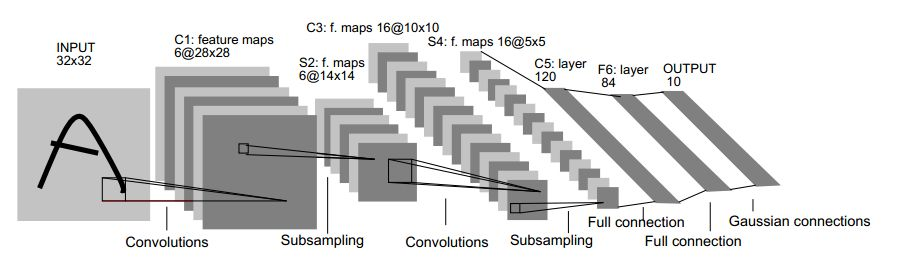 INPUT
32x32
C1: feature maps
6@28x28
S2: f. maps
6@14x14
C3: f. maps 16@10x10
S4: f. maps 16@5x5
C5: layer
120
F6: layer
84
OUTPUT
10
Convolutions
Subsampling
Convolutions
Subsampling
Full connection
Full connection
Gaussian connections